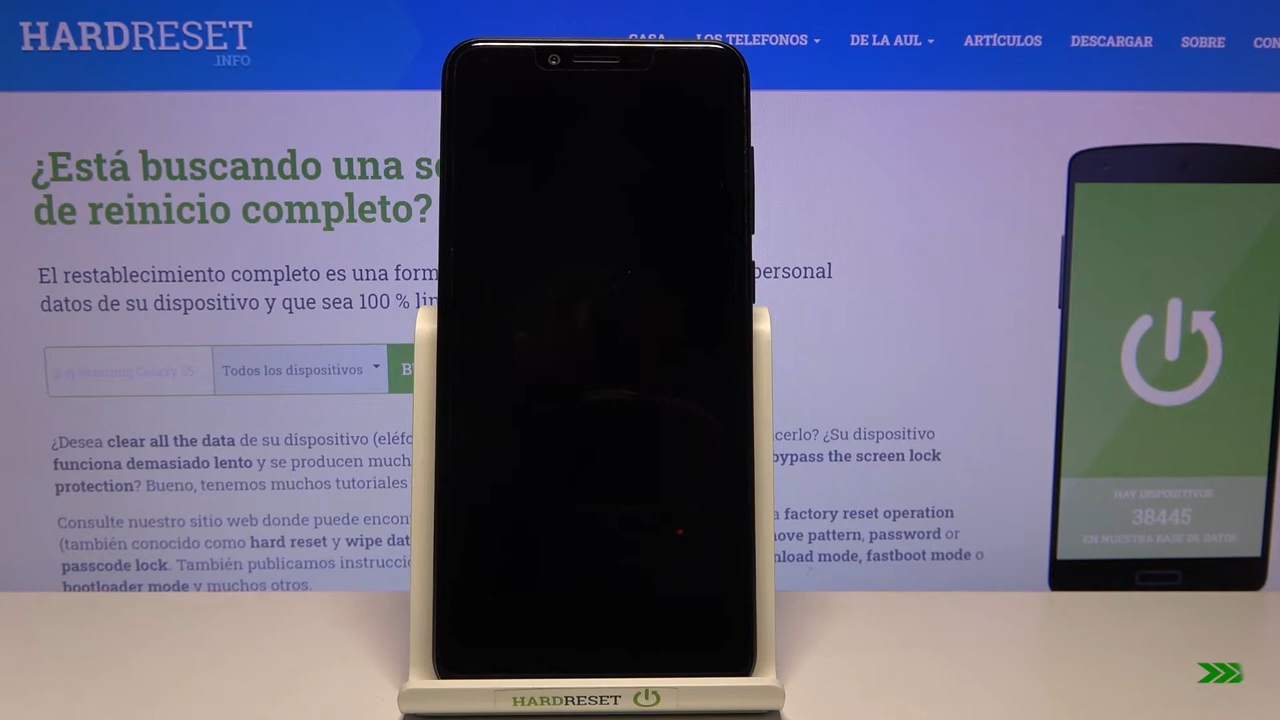 HARDRESET
.INFO
CASA LOS TELEFONOS DE LA AUL ARTÍCULOS DESCARGAR SOBRE CON
¿Está buscando una s
de reinicio completo?
El restablecimiento completo es una form personal
datos de su dispositivo y que sea 100 % li
Todos los dispositivos B
¿Desea clear all the data de su dispositivo (eléfo cerlo? ¿Su dispositivo
funciona demasiado lento y se producen much bypass the screen lock
protection? Bueno, tenemos muchos tutoriales
Consulte nuestro sitio web donde puede encon a factory reset operation
(también conocido como hard reset y wipe dat ove pattern, password or
passcode lock. También publicamos instrucci nload mode, fastboot mode o
bootloader mode y muchos otros.
HAY DISPOSITIVOS
38445
EN NUESTRA BASE DE DATOS
HARDRESET